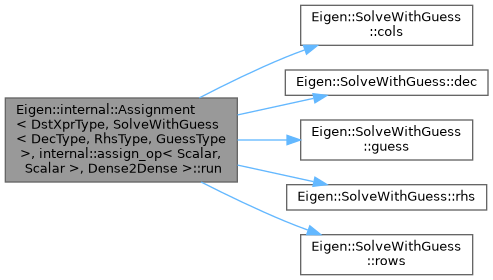 Eigen::internal::Assignment
< DstXprType, SolveWithGuess
< DecType, RhsType, GuessType
>, internal::assign_op< Scalar,
Scalar >, Dense2Dense >::run
Eigen::SolveWithGuess
::cols
Eigen::SolveWithGuess::dec
Eigen::SolveWithGuess
::guess
Eigen::SolveWithGuess::rhs
Eigen::SolveWithGuess
::rows